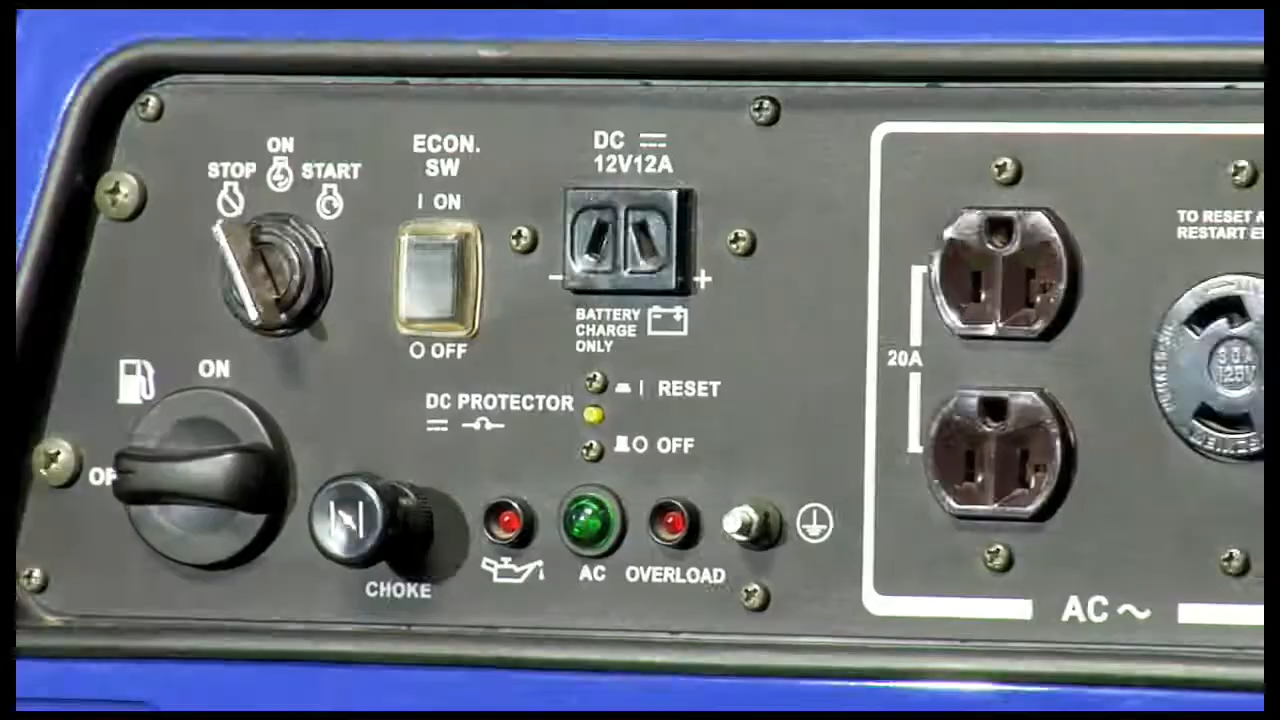 ON
STOP
START
ECON.
SW
I ON
O OFF
DC
12V12A
- +
BATTERY
CHARGE
ONLY
DC PROTECTOR
I RESET
O OFF
ON
CHOKE
AC
OVERLOAD
20A
AC ~
TO RESET
RESTART
30A
125V